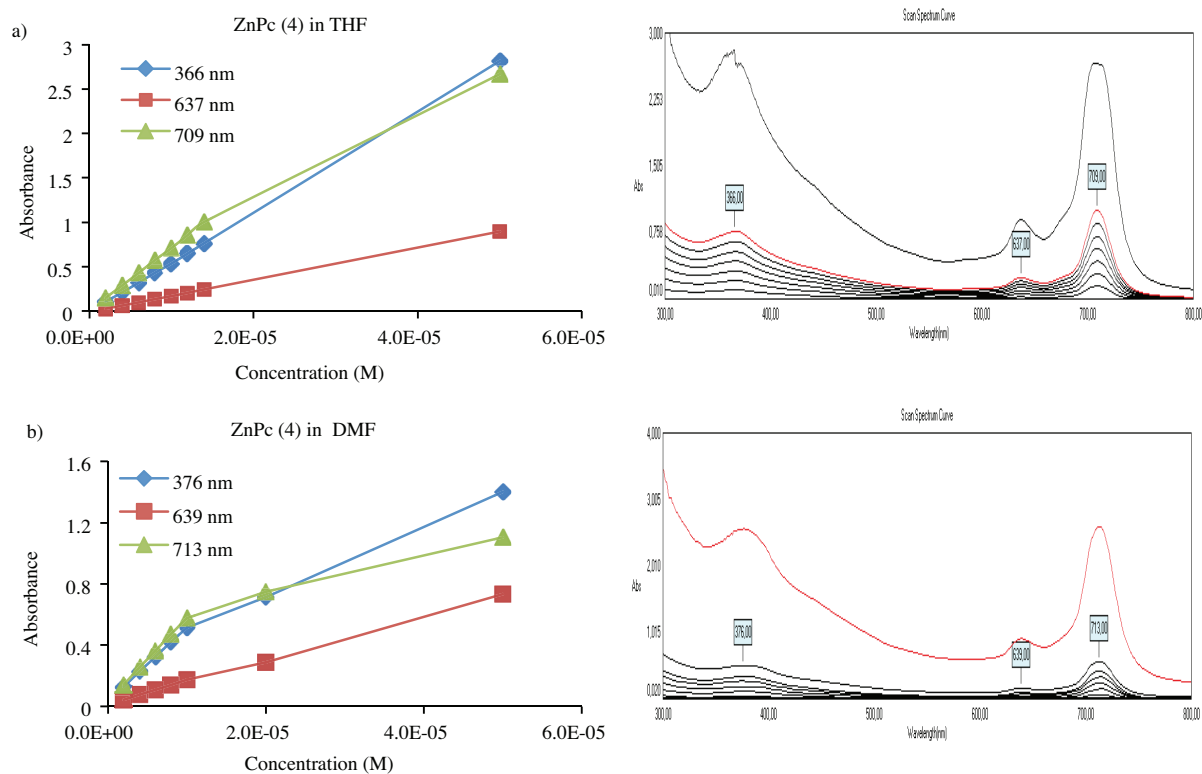 a)
ZnPc (4) in THF
3
2.5
2
1.5
1
0.5
0
Absorbance
366 nm
637 nm
709 nm
0.0E+00 2.0E-05 4.0E-05 6.0E-05
Concentration (M)
Scan Spectrum Curve
3,000
2,253
1,505
0,758
0,010
Abs
366,00
637,00
709,00
300,00 400,00 500,00 600,00 700,00 800,00
Wavelength(nm)
b)
ZnPc (4) in DMF
1.6
1.2
0.8
0.4
0
Absorbance
376 nm
639 nm
713 nm
0.0E+00 2.0E-05 4.0E-05 6.0E-05
Concentration (M)
Scan Spectrum Curve
4,000
3,005
2,010
1,015
0,020
Abs
376,00
639,00
713,00
300,00 400,00 500,00 600,00 700,00 800,00
Wavelength(nm)